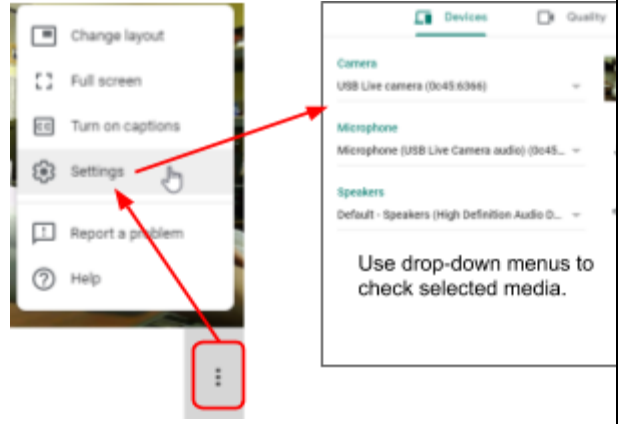 Change layout
Full screen
Turn on captions
Settings
Report a problem
Help
Devices
Quality
Camera
USB Live camera (0c45:6366)
Microphone
Microphone (USB Live Camera audio) (0c45...
Speakers
Default - Speakers (High Definition Audio D...
Use drop-down menus to
check selected media.